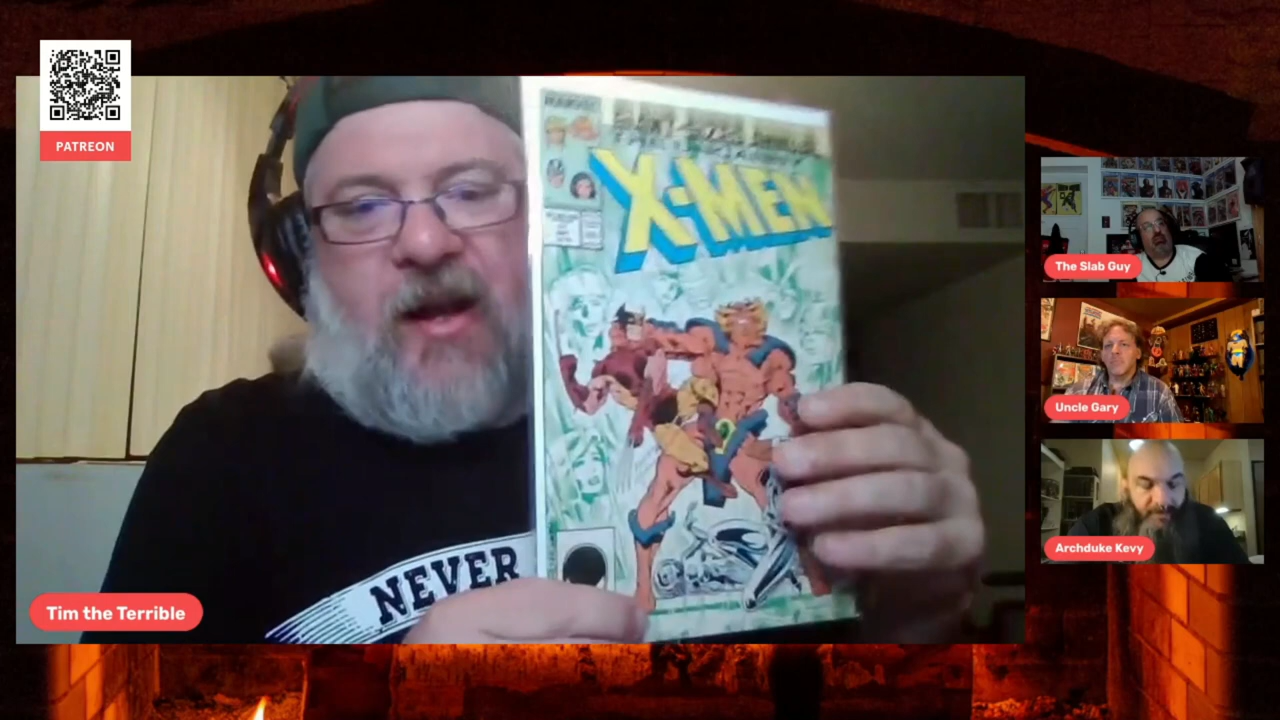 PATREON
X-MEN
NEVER
Tim the Terrible
The Slab Guy
Uncle Gary
Archduke Kevy